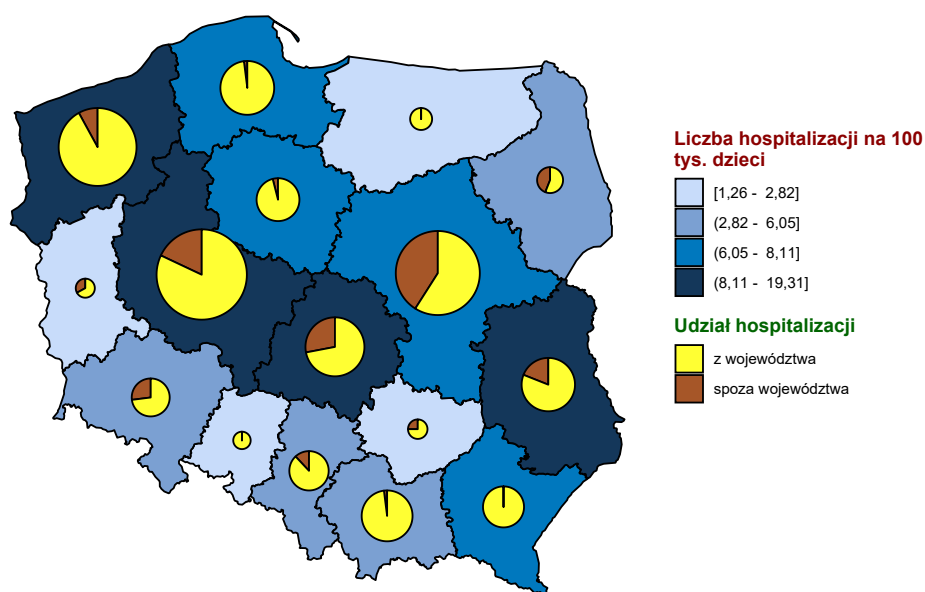 Liczba hospitalizacji na 100
tys. dzieci
[1,26 - 2,82]
(2,82 - 6,05]
(6,05 - 8,11]
(8,11 - 19,31]
Udział hospitalizacji
z województwa
spoza województwa